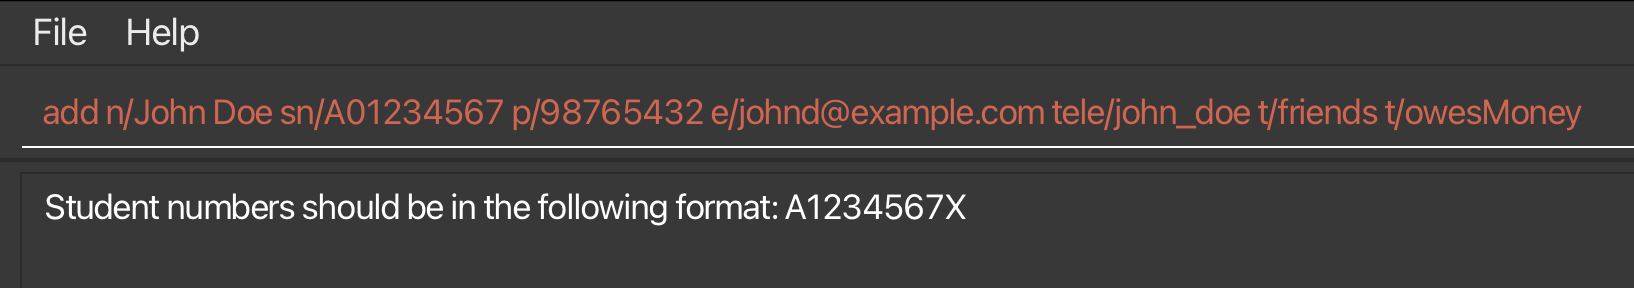 File Help
add n/John Doe sn/A01234567 p/98765432 e/johnd@example.com tele/john_doe t/friends t/owesMoney
Student numbers should be in the following format: A1234567X